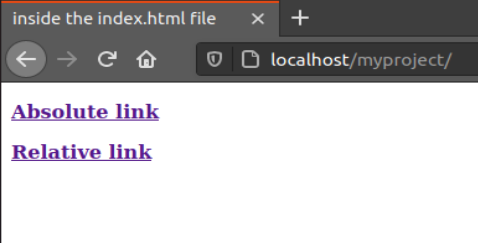 inside the index.html file
localhost/myproject/
Absolute link
Relative link